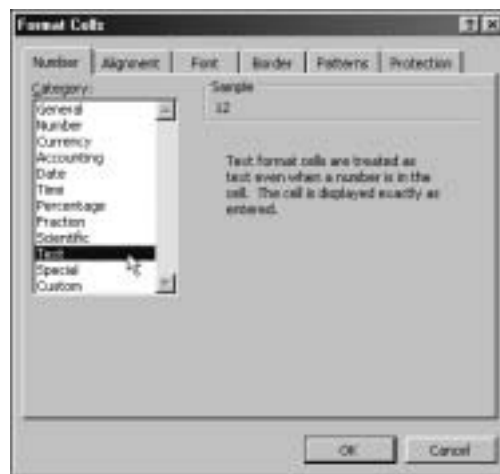 Format Cells
Number Alignment Font Border Patterns Protection
Category:
General
Number
Currency
Accounting
Date
Time
Percentage
Fraction
Scientific
Text
Special
Custom
Sample
12
Text format cells are treated as
text even when a number is in the
cell. The cell is displayed exactly as
entered.
OK Cancel